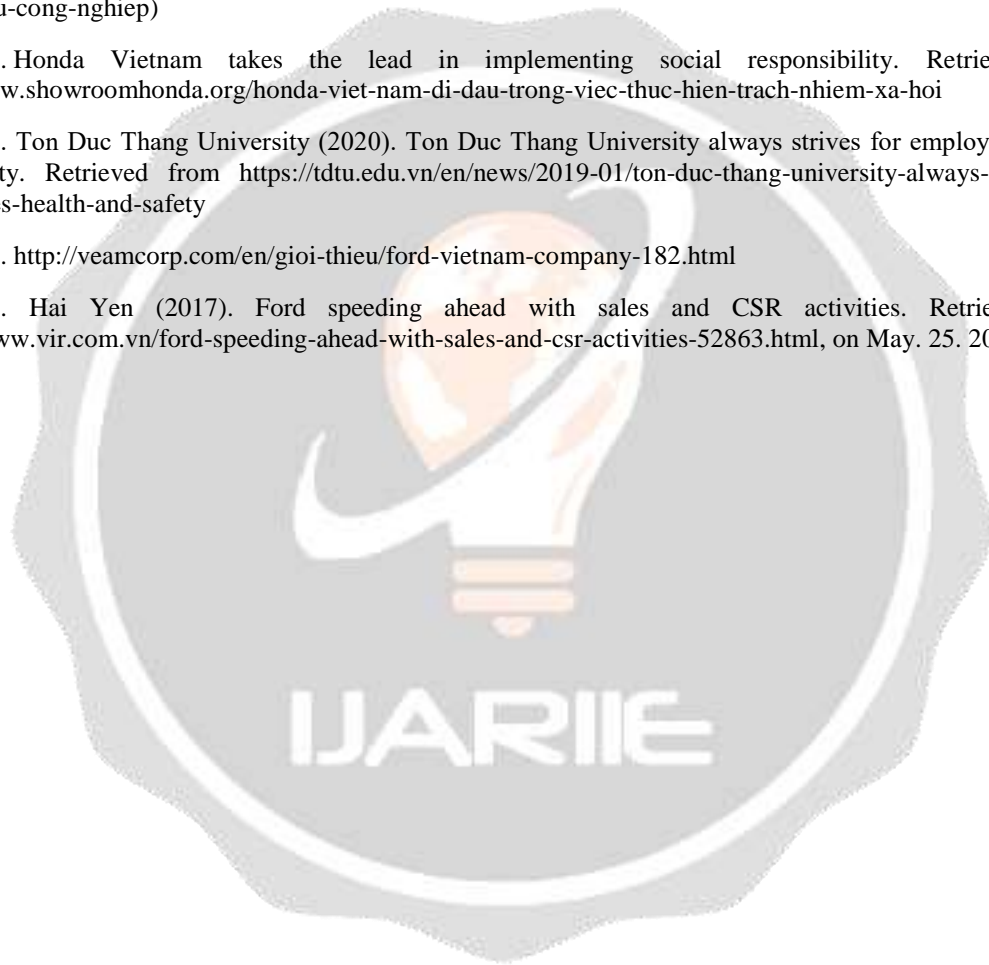 u-cong-nghiep)
. Honda Vietnam takes the lead in implementing social responsibility. Retrie
w.showroomhonda.org/honda-viet-nam-di-dau-trong-viec-thuc-hien-trach-nhiem-xa-hoi
. Ton Duc Thang University (2020). Ton Duc Thang University always strives for employ
ty. Retrieved from https://tdtu.edu.vn/en/news/2019-01/ton-duc-thang-university-always-
es-health-and-safety
. http://veamcorp.com/en/gioi-thieu/ford-vietnam-company-182.html
. Hai Yen (2017). Ford speeding ahead with sales and CSR activities. Retrie
ww.vir.com.vn/ford-speeding-ahead-with-sales-and-csr-activities-52863.html, on May. 25. 20
IJARIIE